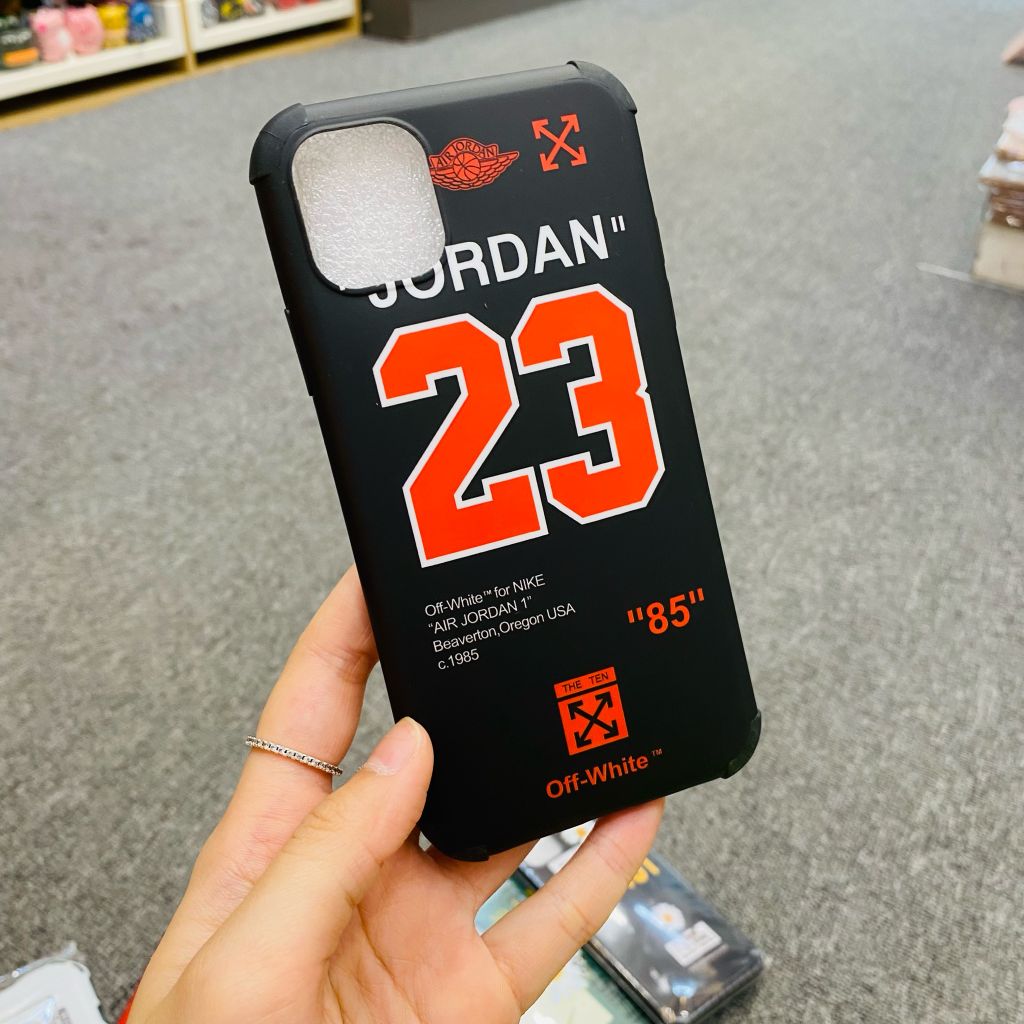 AIR JORDAN
JORDAN"
23
Off-White™ for NIKE
"AIR JORDAN 1"
Beaverton,Oregon USA
c.1985
"85"
THE TEN
Off-White™